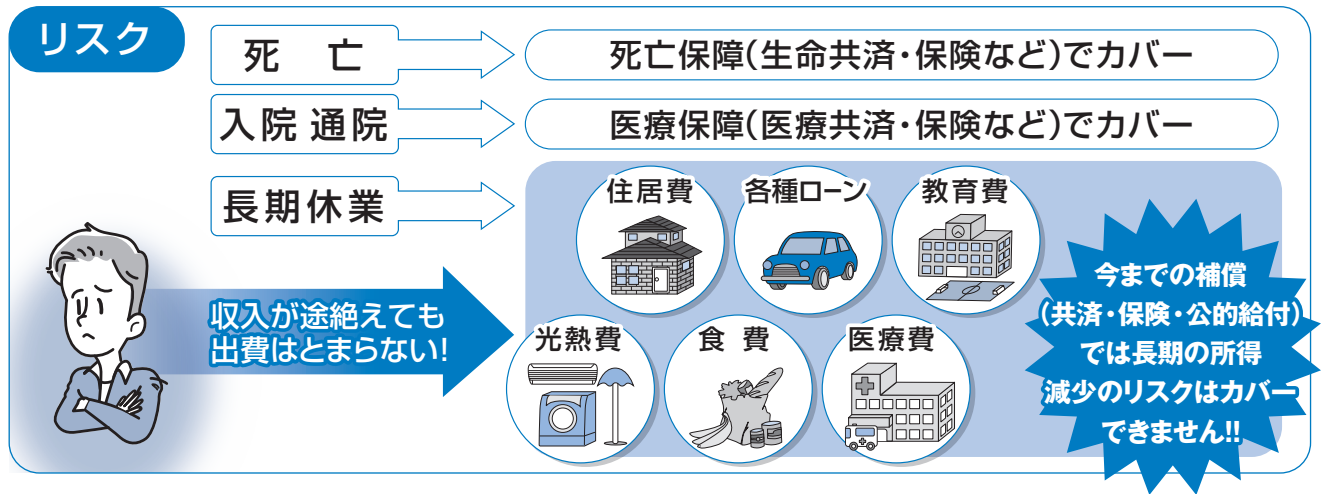 リスク
死　亡
死亡保障(生命共済・保険など)でカバー
入院 通院
医療保障(医療共済・保険など)でカバー
長期休業
住居費
各種ローン
教育費
収入が途絶えても
出費はとまらない!
光熱費
食 費
医療費
今までの補償
(共済・保険・公的給付)
では長期の所得
減少のリスクはカバー
できません!!